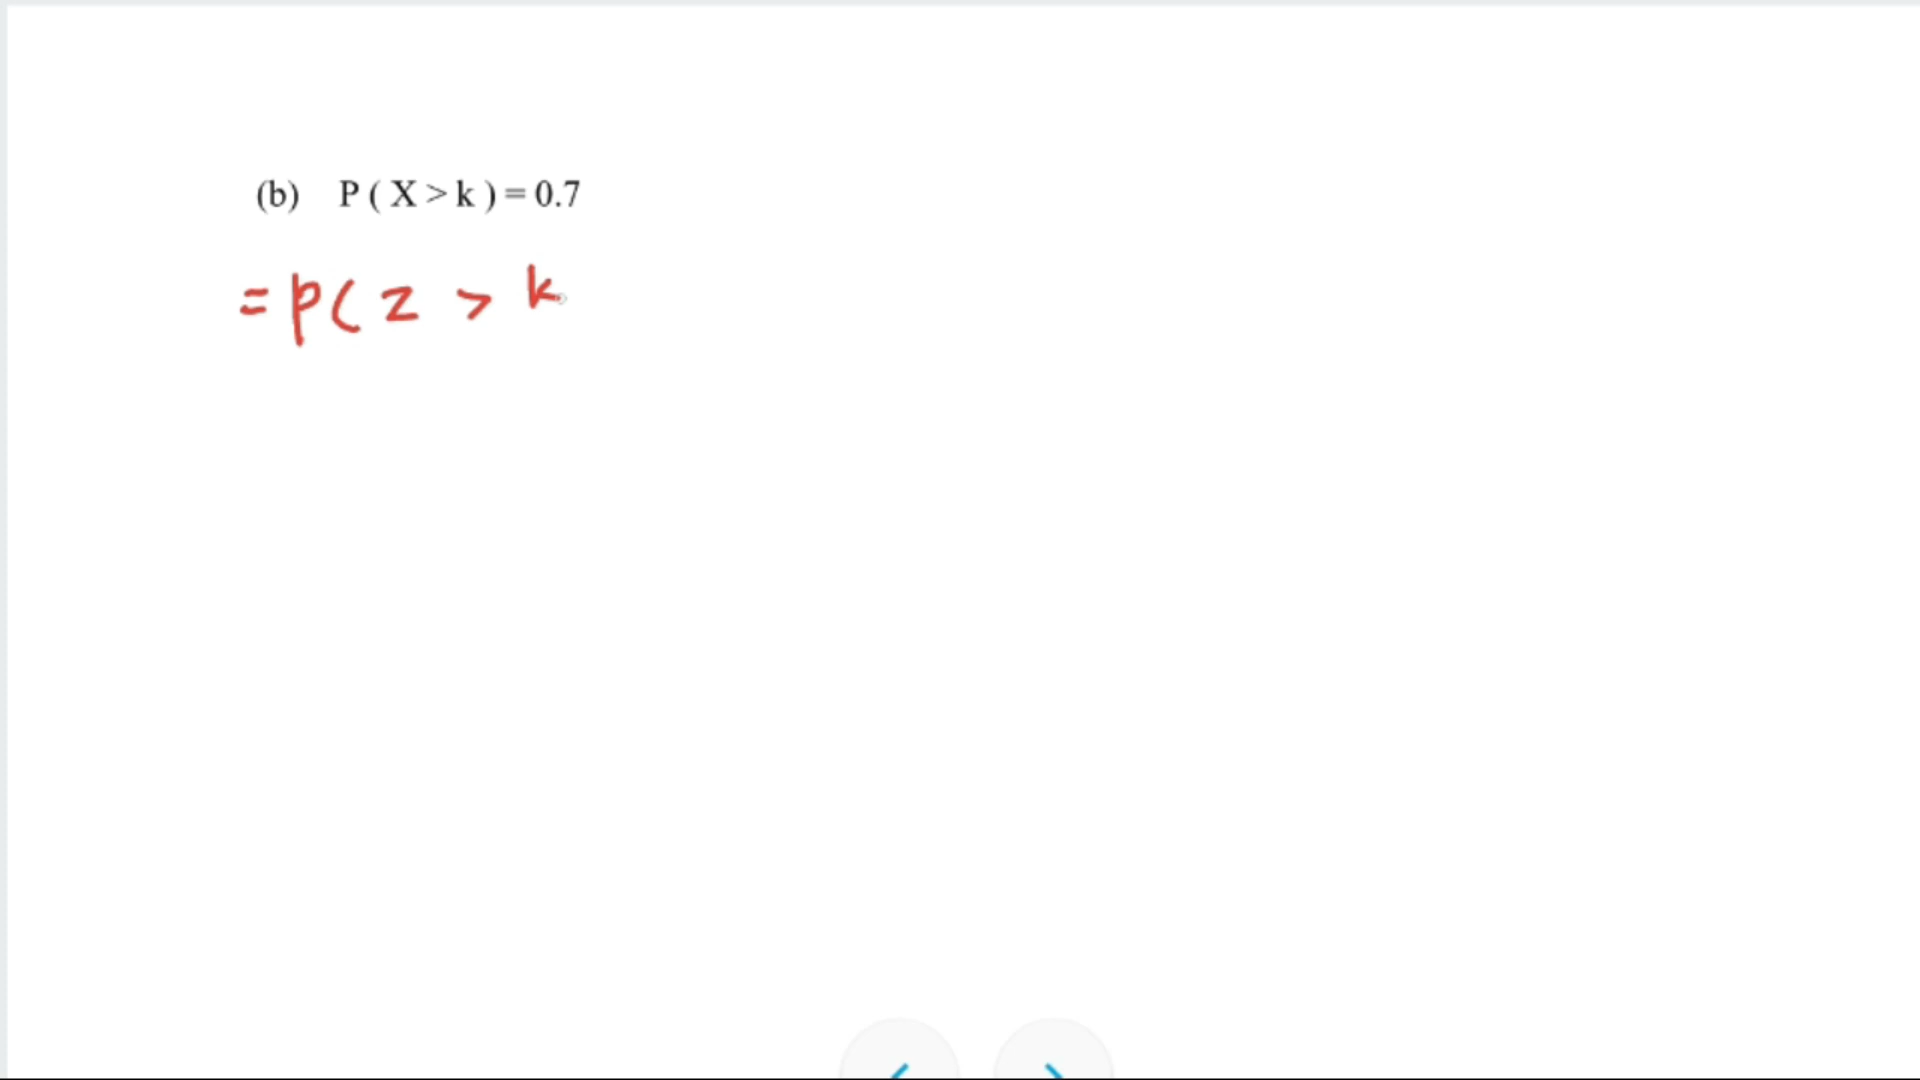 (b) P ( X > k ) = 0.7
= P( z > k